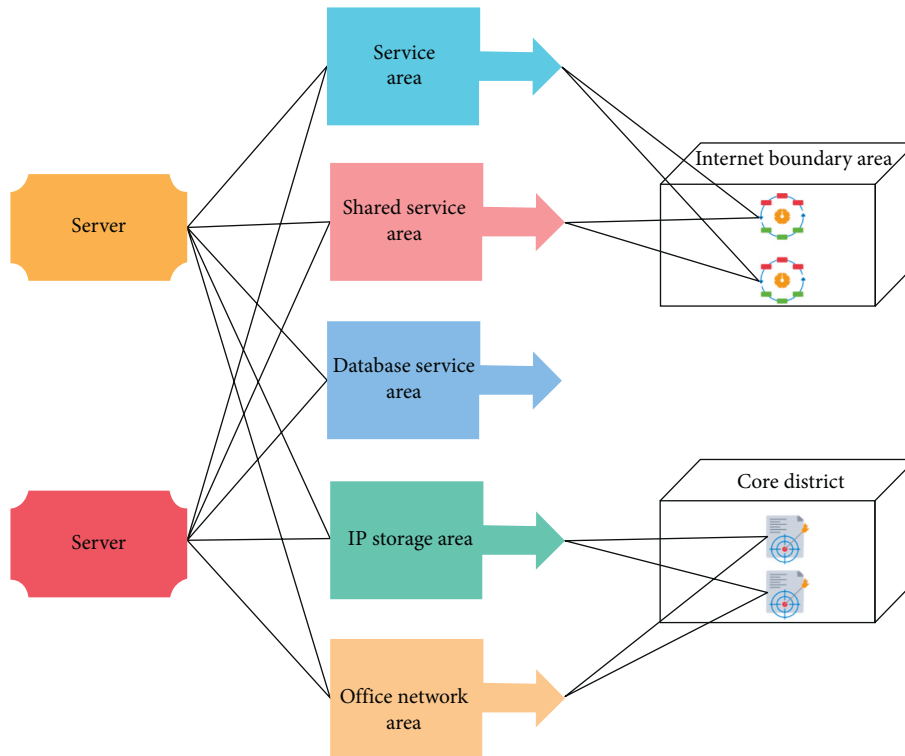 Service
area
Internet boundary area
Shared service
area
Server
Database service
area
Core district
Server
IP storage area
Office network
area